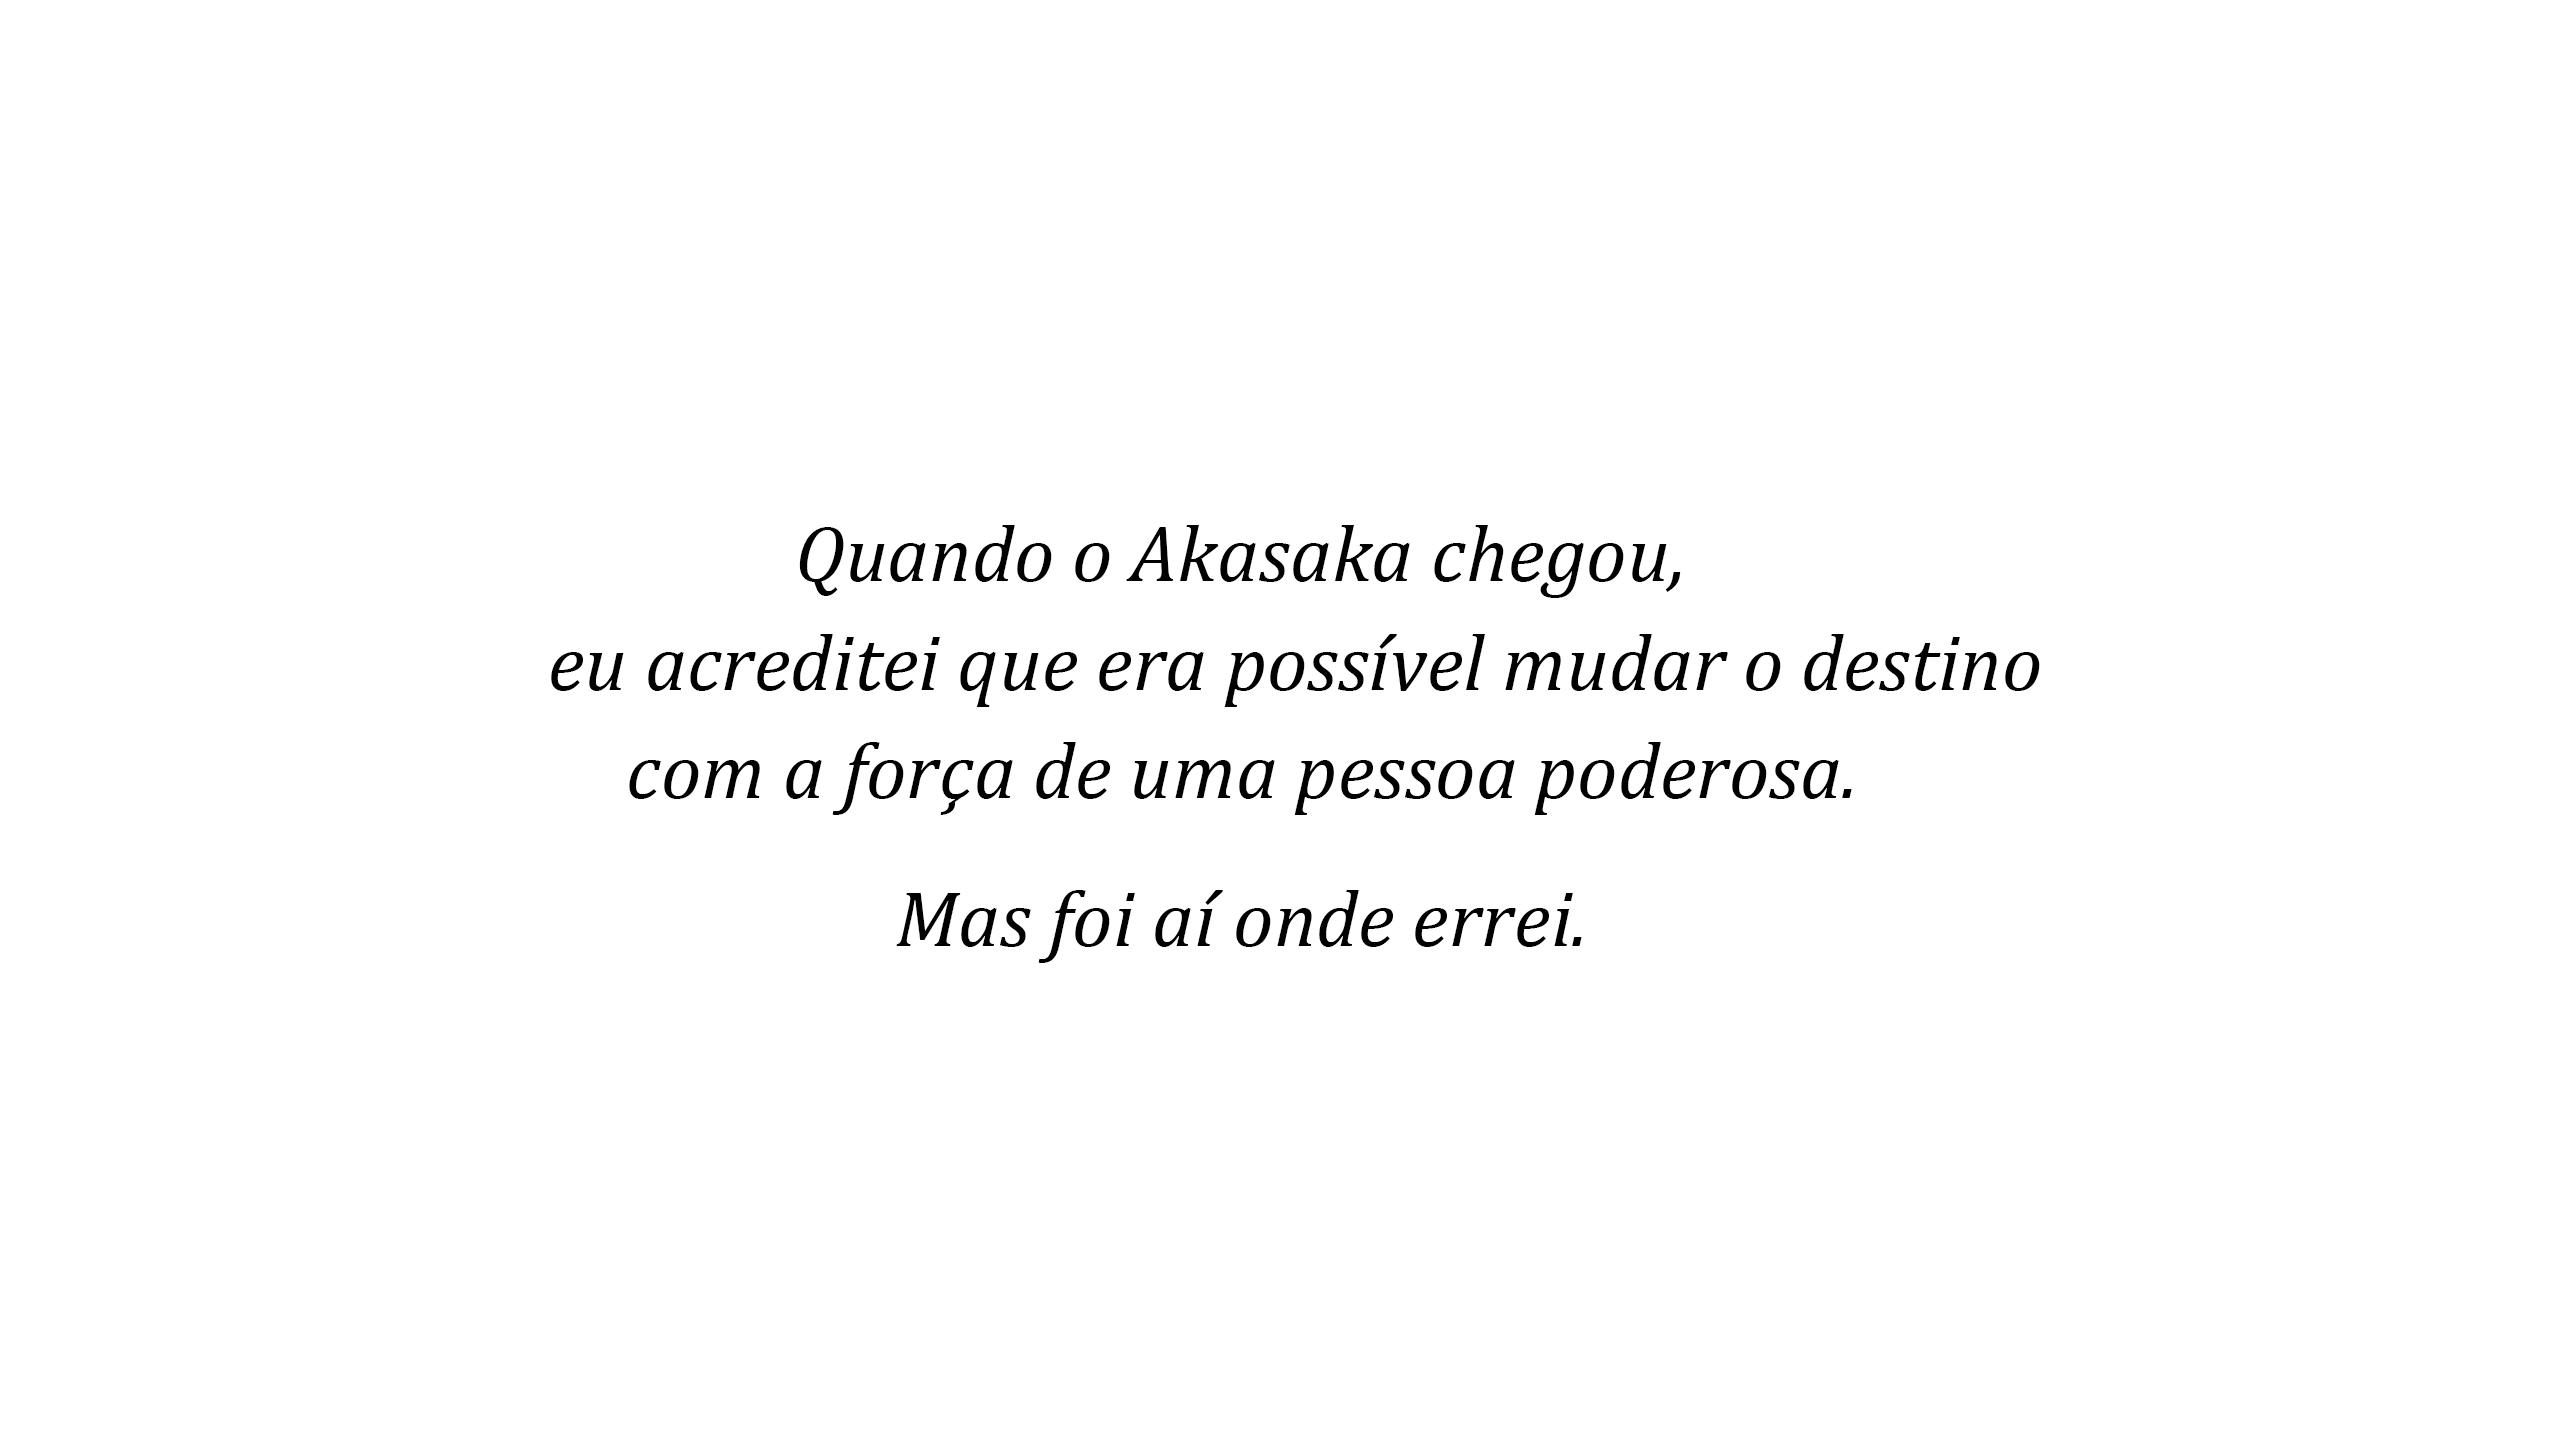 Quando o Akasaka chegou,
eu acreditei que era possível mudar o destino
com a força de uma pessoa poderosa.
Mas foi aí onde errei.